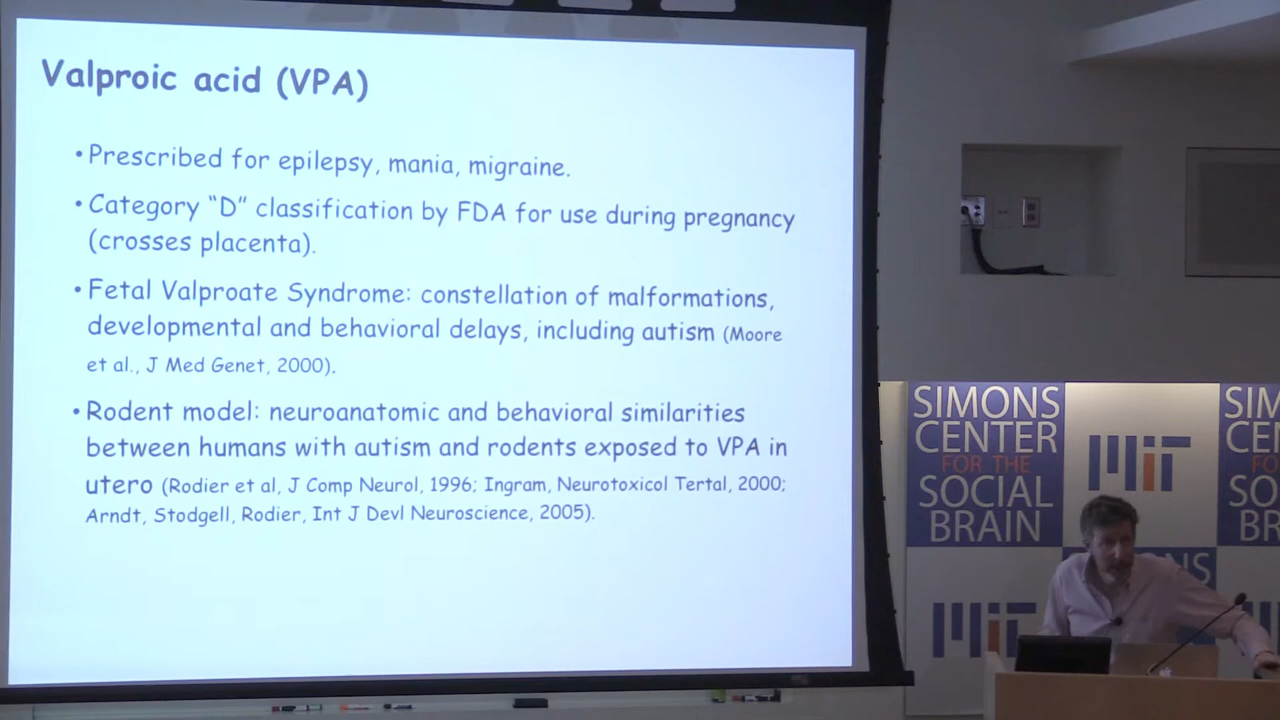 Valproic acid (VPA)
• Prescribed for epilepsy, mania, migraine.
• Category “D” classification by FDA for use during pregnancy
(crosses placenta).
• Fetal Valproate Syndrome: constellation of malformations,
developmental and behavioral delays, including autism (Moore
et al., J Med Genet, 2000).
• Rodent model: neuroanatomic and behavioral similarities
between humans with autism and rodents exposed to VPA in
utero (Rodier et al, J Comp Neurol, 1996; Ingram, Neurotoxicol Tertal, 2000;
Arndt, Stodgell, Rodier, Int J Devl Neuroscience, 2005).
SIMONS
CENTER
FOR THE
SOCIAL
BRAIN
MIT
SIM
CE
FO
SO
BR
NS
MIT